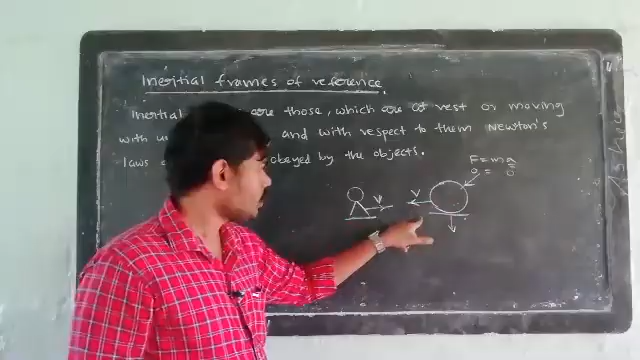 Inertial frames of reference.
Inertial are those, which are at rest or moving
with and with respect to them Newton's
laws obeyed by the objects.
F = m a
0 = 0
V V